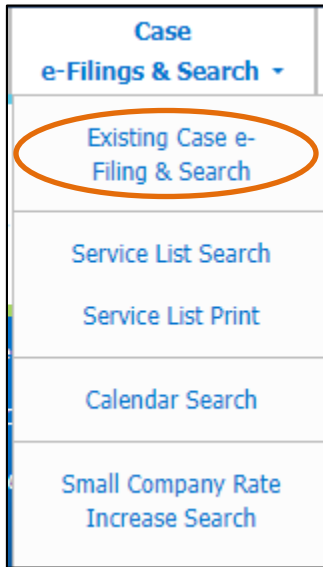 Case
e-Filings & Search
Existing Case e-
Filing & Search
Service List Search
Service List Print
Calendar Search
Small Company Rate
Increase Search